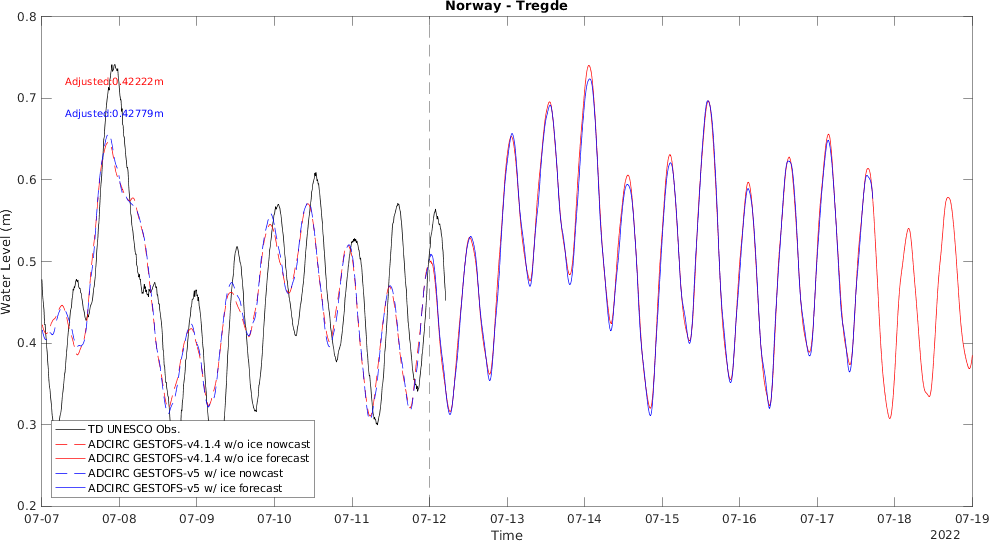 Norway - Tregde
0.8
0.7
0.6
0.5
0.4
0.3
0.2
Water Level (m)
Adjusted:0.42222m
Adjusted:0.42779m
TD UNESCO Obs.
ADCIRC GESTOFS-v4.1.4 w/o ice nowcast
ADCIRC GESTOFS-v4.1.4 w/o ice forecast
ADCIRC GESTOFS-v5 w/ ice nowcast
ADCIRC GESTOFS-v5 w/ ice forecast
07-07 07-08 07-09 07-10 07-11 07-12 07-13 07-14 07-15 07-16 07-17 07-18 07-19
Time
2022